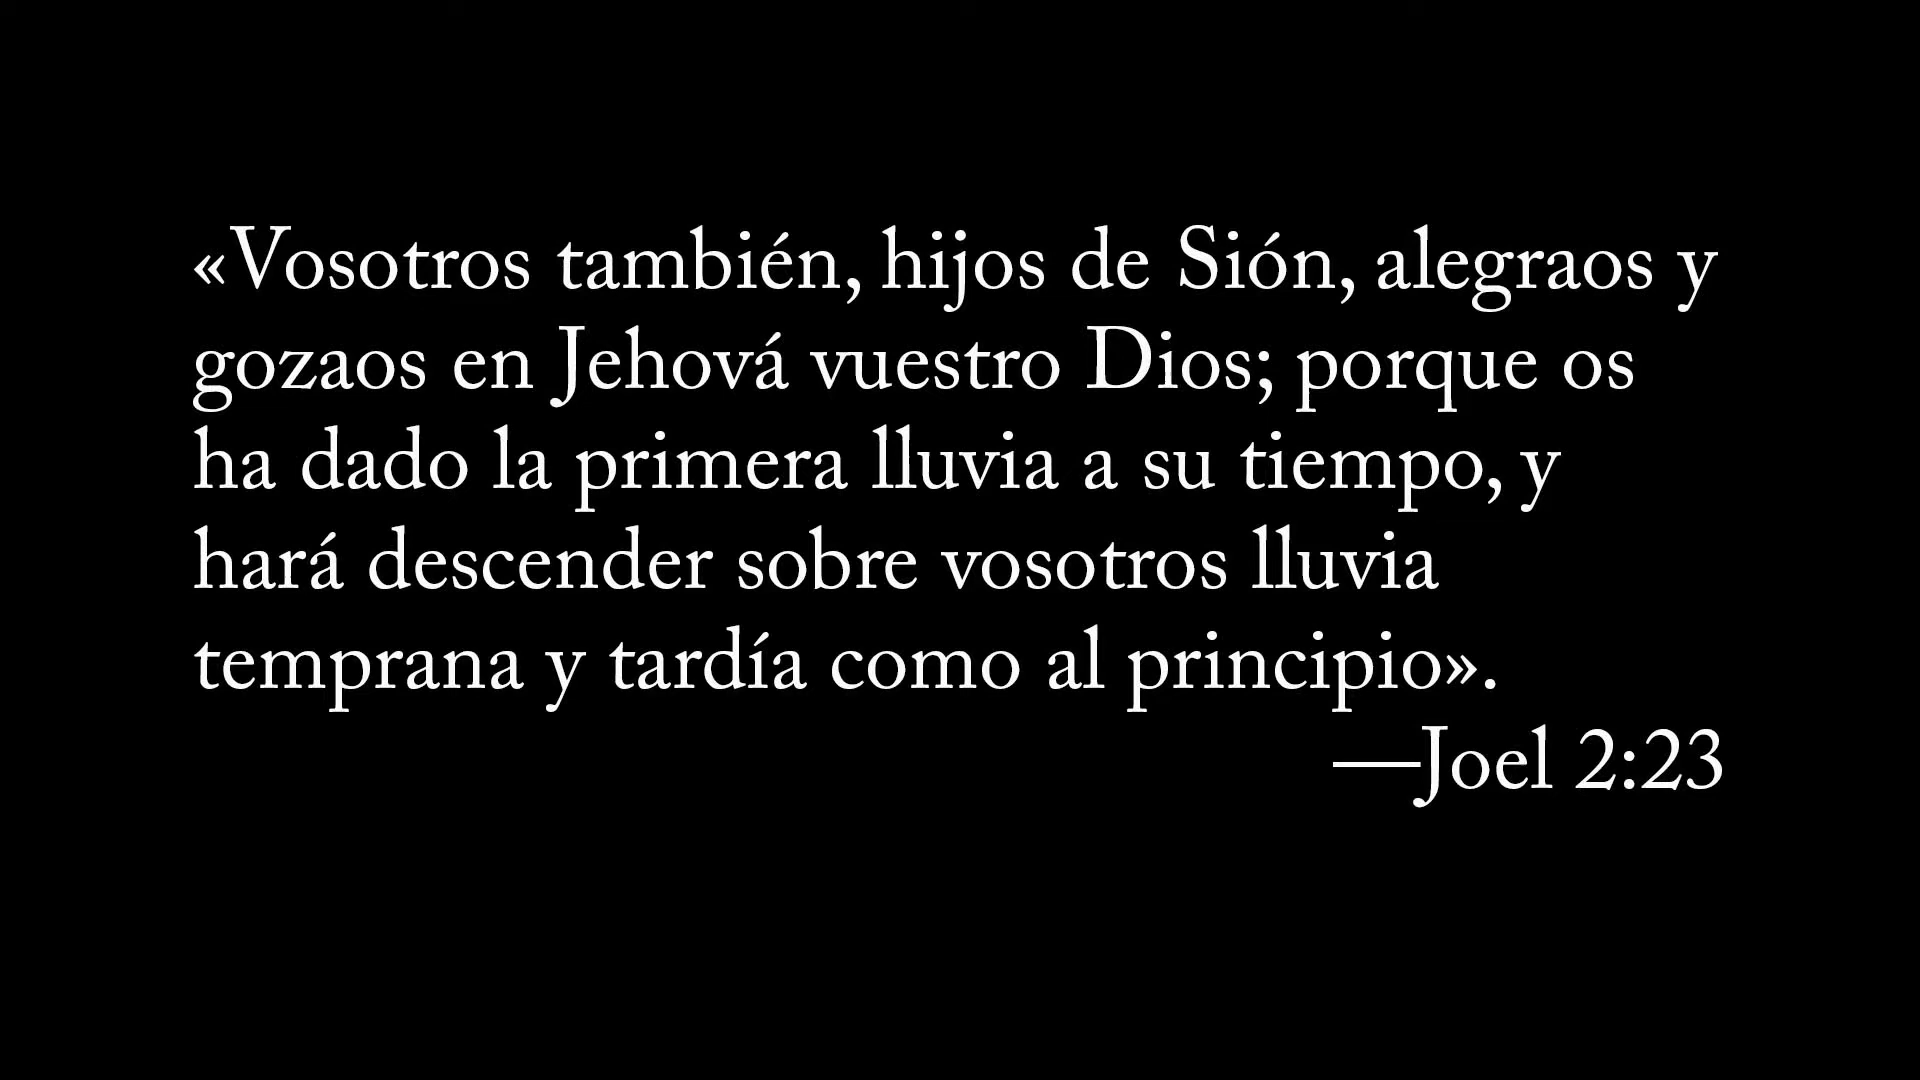 «Vosotros también, hijos de Sión, alegraos y
gozaos en Jehová vuestro Dios; porque os
ha dado la primera lluvia a su tiempo, y
hará descender sobre vosotros lluvia
temprana y tardía como al principio».
—Joel 2:23